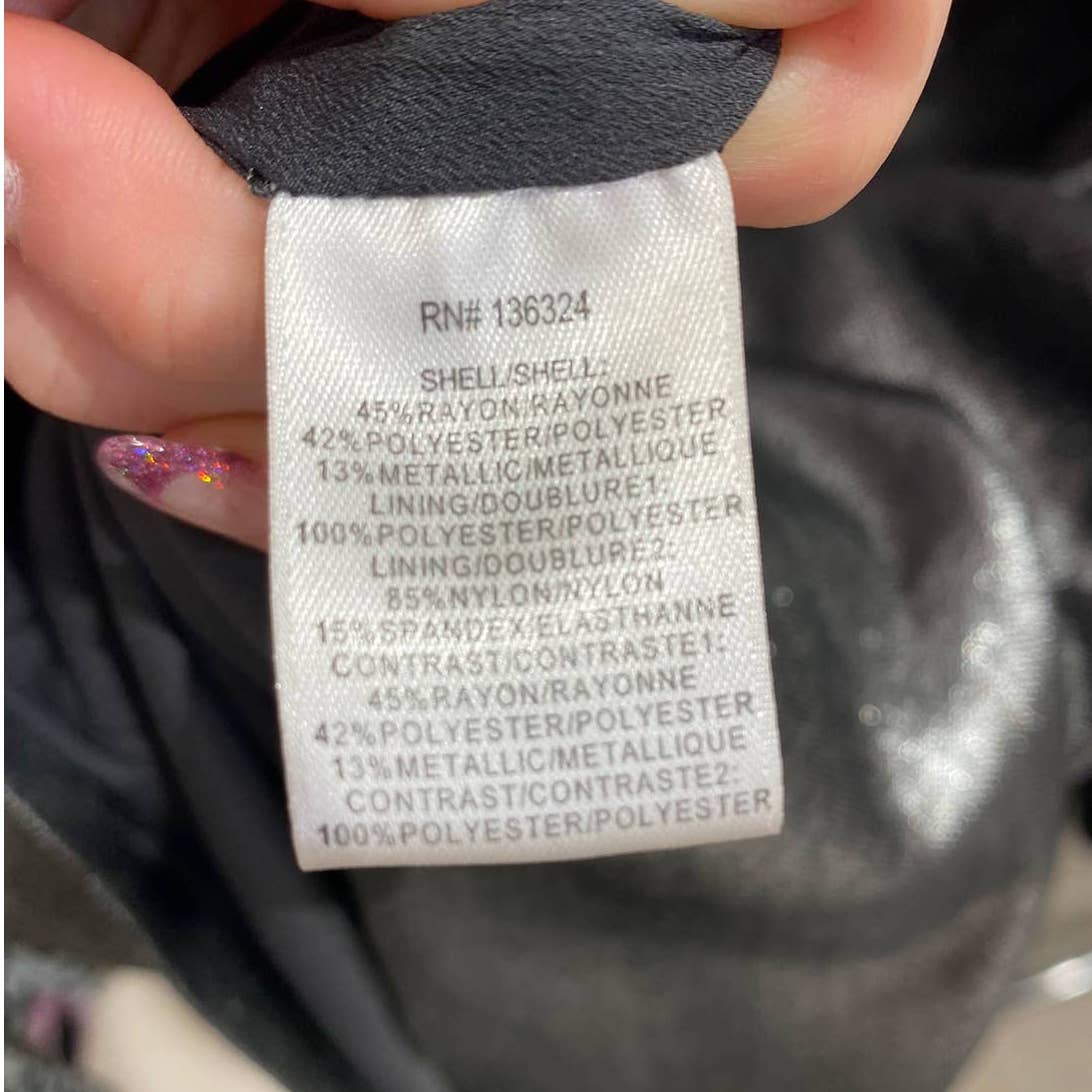 RN# 136324
SHELL/SHELL:
45%RAYON/RAYONNE
42%POLYESTER/POLYESTER
13%METALLIC/METALLIQUE
LINING/DOUBLURE1:
100%POLYESTER/POLYESTER
LINING/DOUBLURE2:
85%NYLON/NYLON
15%SPANDEX/ELASTHANNE
CONTRAST/CONTRASTE1:
45%RAYON/RAYONNE
42%POLYESTER/POLYESTER
13%METALLIC/METALLIQUE
CONTRAST/CONTRASTE2:
100%POLYESTER/POLYESTER